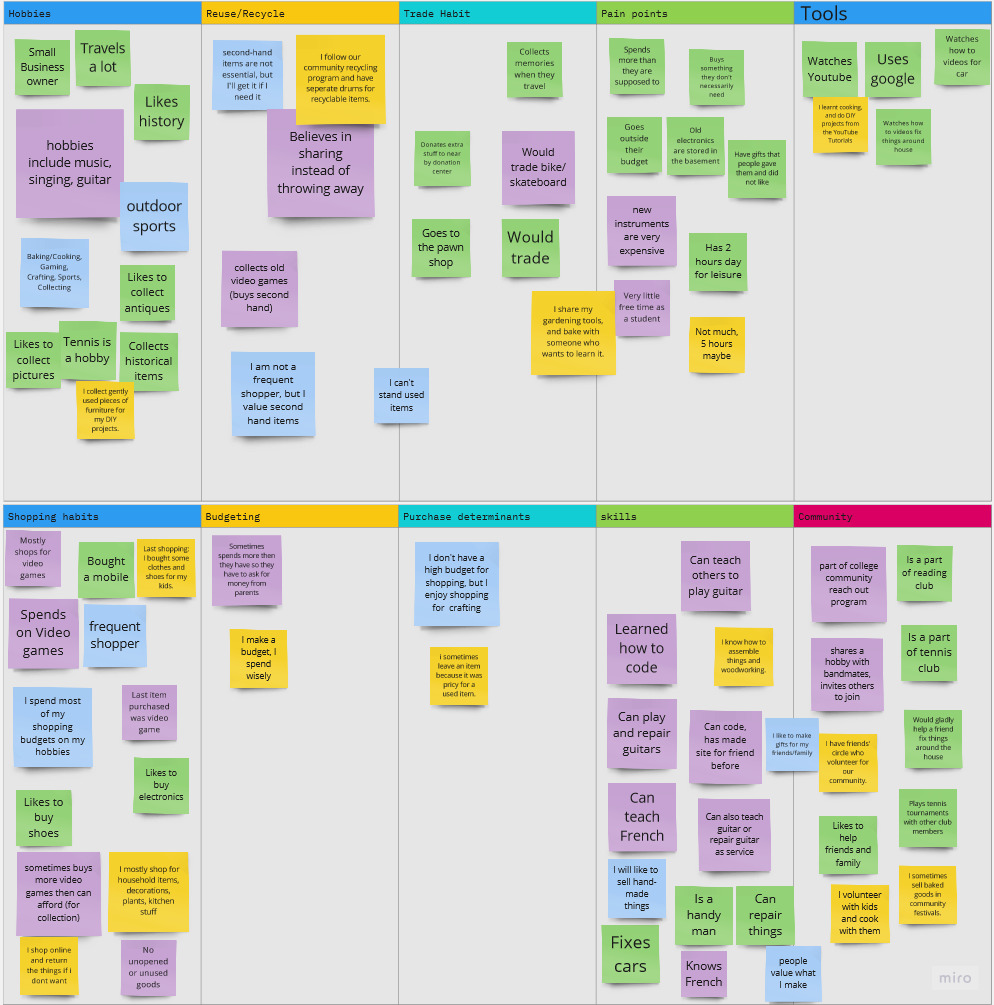 Hobbies
Reuse/Recycle
Trade Habit
Pain points
Tools
Small
Business
owner
Travels
a lot
Likes
history
hobbies
include music,
singing, guitar
outdoor
sports
Baking/Cooking,
Gaming,
Crafting, Sports,
Collecting
Likes to
collect
antiques
Likes to
collect
pictures
Tennis is
a hobby
Collects
historical
items
I collect gently
used pieces of
furniture for
my DIY
projects.
second-hand
items are not
essential, but
I'll get it if I
need it
I follow our
community recycling
program and have
seperate drums for
recyclable items.
Believes in
sharing
instead of
throwing away
collects old
video games
(buys second
hand)
I am not a
frequent
shopper, but I
value second
hand items
I can't
stand used
items
Collects
memories
when they
travel
Donates extra
stuff to near
by donation
center
Would
trade bike/
skateboard
Goes to
the pawn
shop
Would
trade
I share my
gardening tools,
and bake with
someone who
wants to learn it.
Spends
more than
they are
supposed to
Buys
something
they don't
necessarily
need
Goes
outside
their
budget
Old
electronics
are stored in
the basement
Have gifts that
people gave
them and did
not like
new
instruments
are very
expensive
Has 2
hours day
for leisure
Very little
free time as
a student
Not much,
5 hours
maybe
Watches
Youtube
Uses
google
Watches
how to
videos for
car
I learnt cooking,
and do DIY
projects from
the YouTube
Tutorials
Watches how
to videos fix
things around
house
Shopping habits
Budgeting
Purchase determinants
skills
Community
Mostly
shops for
video
games
Bought
a mobile
Last shopping:
I bought some
clothes and
shoes for my
kids.
Spends
on Video
games
frequent
shopper
I spend most
of my
shopping
budgets on my
hobbies
Last item
purchased
was video
game
Likes to
buy
electronics
Likes to
buy
shoes
sometimes buys
more video
games then can
afford (for
collection)
I mostly shop for
household items,
decorations,
plants, kitchen
stuff
I shop online
and return
the things if i
dont want
No
unopened
or unused
goods
Sometimes
spends more then
they have so they
have to ask for
money from
parents
I make a
budget, I
spend
wisely
I don't have a
high budget for
shopping, but I
enjoy shopping
for crafting
I sometimes
leave an item
because it was
pricy for a
used item.
Can teach
others to
play guitar
Learned
how to
code
I know how to
assemble
things and
woodworking.
Can play
and repair
guitars
Can code,
has made
site for friend
before
I like to make
gifts for my
friends/family
Can
teach
French
Can also teach
guitar or
repair guitar
as service
I will like to
sell hand-
made
things
Is a
handy
man
Can
repair
things
Fixes
cars
Knows
French
people
value what
I make
part of college
community
reach out
program
Is a part
of reading
club
shares a
hobby with
bandmates,
invites others
to join
Is a part
of tennis
club
Would gladly
help a friend
fix things
around the
house
I have friends'
circle who
volunteer for
our
community.
Plays tennis
tournaments
with other club
members
Likes to
help
friends and
family
I sometimes
sell baked
goods in
community
festivals.
I volunteer
with kids
and cook
with them
miro